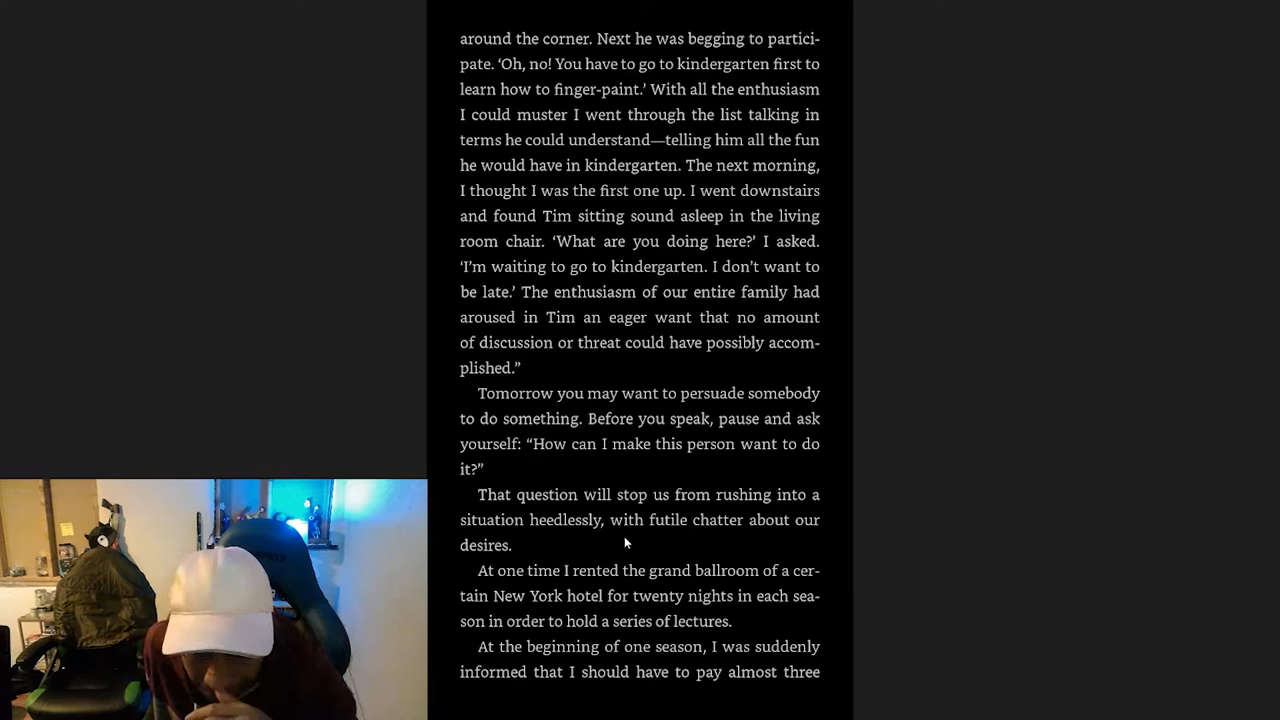 around the corner. Next he was begging to partici-
pate. ‘Oh, no! You have to go to kindergarten first to
learn how to finger-paint.’ With all the enthusiasm
I could muster I went through the list talking in
terms he could understand—telling him all the fun
he would have in kindergarten. The next morning,
I thought I was the first one up. I went downstairs
and found Tim sitting sound asleep in the living
room chair. ‘What are you doing here?’ I asked.
‘I’m waiting to go to kindergarten. I don’t want to
be late.’ The enthusiasm of our entire family had
aroused in Tim an eager want that no amount
of discussion or threat could have possibly accom-
plished.”
Tomorrow you may want to persuade somebody
to do something. Before you speak, pause and ask
yourself: “How can I make this person want to do
it?”
That question will stop us from rushing into a
situation heedlessly, with futile chatter about our
desires.
At one time I rented the grand ballroom of a cer-
tain New York hotel for twenty nights in each sea-
son in order to hold a series of lectures.
At the beginning of one season, I was suddenly
informed that I should have to pay almost three